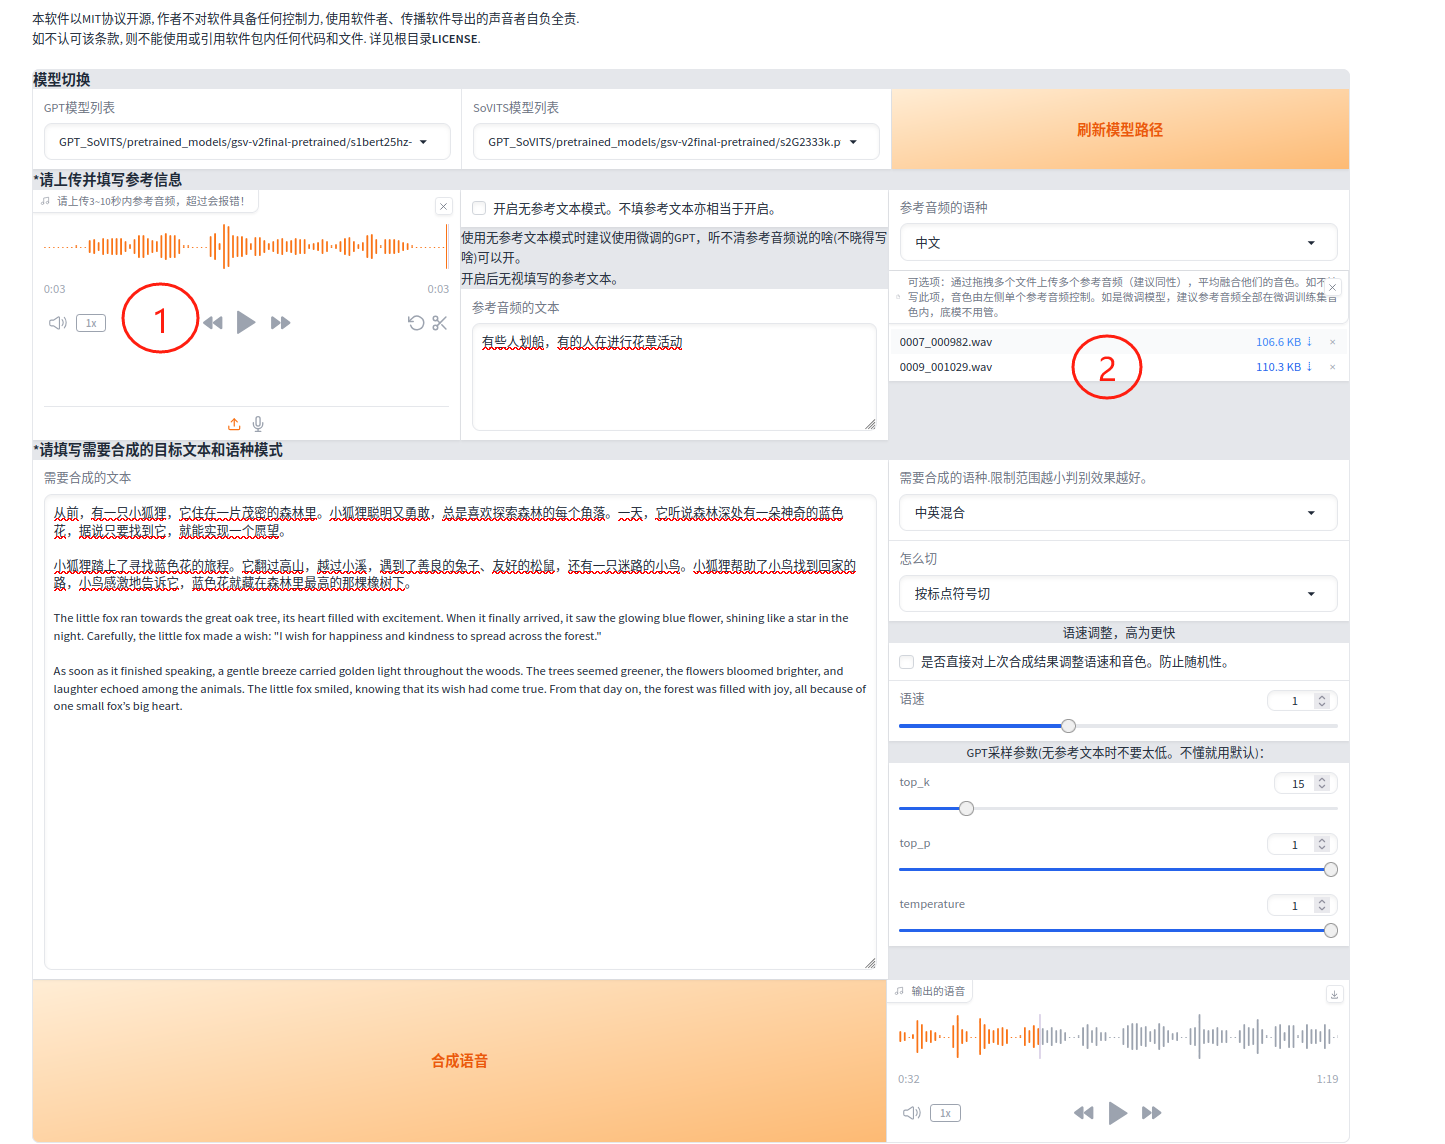 本软件以MIT协议开源, 作者不对软件具备任何控制力, 使用软件者、传播软件导出的声音者自负全责.
如不认可该条款, 则不能使用或引用软件包内任何代码和文件. 详见根目录LICENSE.
模型切换
GPT模型列表
SoVITS模型列表
GPT_SoVITS/pretrained_models/gsv-v2final-pretrained/s1bert25hz-
GPT_SoVITS/pretrained_models/gsv-v2final-pretrained/s2G2333k.p
刷新模型路径
*请上传并填写参考信息
请上传3~10秒内参考音频，超过会报错！
0:03
0:03
1x
1
开启无参考文本模式。不填参考文本亦相当于开启。
使用无参考文本模式时建议使用微调的GPT，听不清参考音频说的啥(不晓得写
啥)可以开。
开启后无视填写的参考文本。
参考音频的文本
有些人划船，有的人在进行花草活动
参考音频的语种
中文
可选项：通过拖拽多个文件上传多个参考音频（建议同性），平均融合他们的音色。如不填
写此项，音色由左侧单个参考音频控制。如是微调模型，建议参考音频全部在微调训练集音
色内，底模不用管。
0007_000982.wav
106.6 KB ⇣
×
0009_001029.wav
110.3 KB ⇣
×
2
*请填写需要合成的目标文本和语种模式
需要合成的文本
从前，有一只小狐狸，它住在一片茂密的森林里。小狐狸聪明又勇敢，总是喜欢探索森林的每个角落。一天，它听说森林深处有一朵神奇的蓝色
花，据说只要找到它，就能实现一个愿望。
小狐狸踏上了寻找蓝色花的旅程。它翻过高山，越过小溪，遇到了善良的兔子、友好的松鼠，还有一只迷路的小鸟。小狐狸帮助了小鸟找到回家的
路，小鸟感激地告诉它，蓝色花就藏在森林里最高的那棵橡树下。
The little fox ran towards the great oak tree, its heart filled with excitement. When it finally arrived, it saw the glowing blue flower, shining like a star in the
night. Carefully, the little fox made a wish: "I wish for happiness and kindness to spread across the forest."
As soon as it finished speaking, a gentle breeze carried golden light throughout the woods. The trees seemed greener, the flowers bloomed brighter, and
laughter echoed among the animals. The little fox smiled, knowing that its wish had come true. From that day on, the forest was filled with joy, all because of
one small fox's big heart.
需要合成的语种.限制范围越小判别效果越好。
中英混合
怎么切
按标点符号切
语速调整，高为更快
是否直接对上次合成结果调整语速和音色。防止随机性。
语速
1
GPT采样参数(无参考文本时不要太低。不懂就用默认)：
top_k
15
top_p
1
temperature
1
合成语音
输出的语音
0:32
1:19
1x